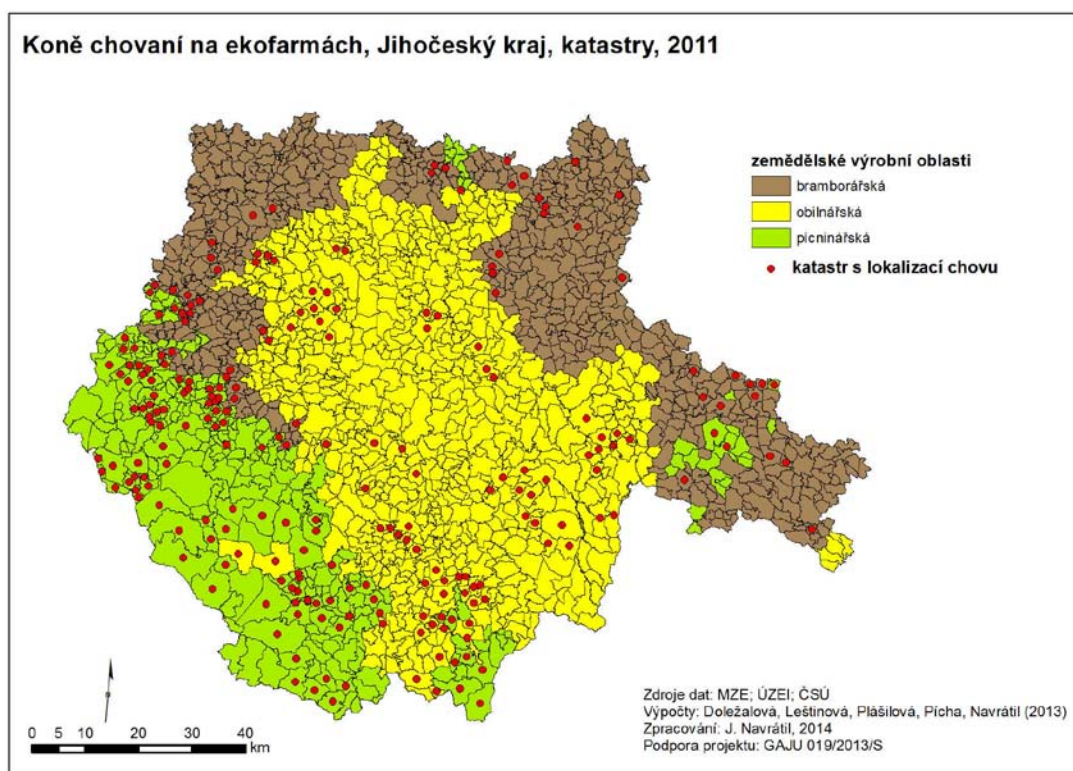 Koně chovaní na ekofarmách, Jihočeský kraj, katastry, 2011
zemědělské výrobní oblasti
bramborářská
obilnářská
picninářská
katastr s lokalizací chovu
Zdroje dat: MZE; ÚZEI; ČSÚ
Výpočty: Doležalová, Leštinová, Plášilová, Pícha, Navrátil (2013)
Zpracování: J. Navrátil, 2014
Podpora projektu: GAJU 019/2013/S
0 5 10 20 30 40
km